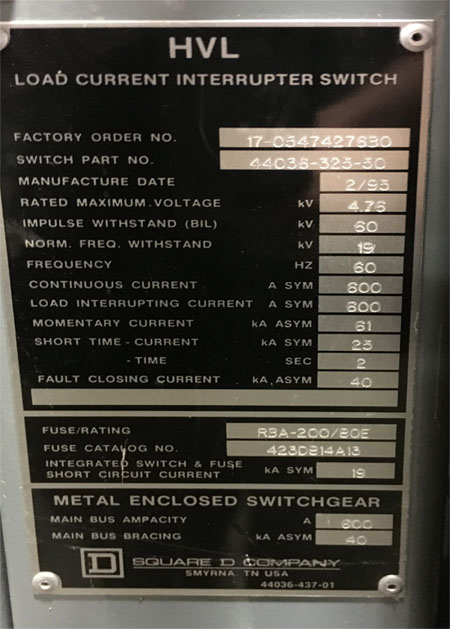 HVL
LOAD CURRENT INTERRUPTER SWITCH
FACTORY ORDER NO. 17-05474276B0
SWITCH PART NO. 44036-323-50
MANUFACTURE DATE 2/95
RATED MAXIMUM VOLTAGE kV 4.76
IMPULSE WITHSTAND (BIL) kV 60
NORM. FREQ. WITHSTAND kV 19
FREQUENCY HZ 60
CONTINUOUS CURRENT A SYM 600
LOAD INTERRUPTING CURRENT A SYM 600
MOMENTARY CURRENT kA ASYM 61
SHORT TIME - CURRENT kA SYM 25
- TIME SEC 2
FAULT CLOSING CURRENT kA, ASYM 40
FUSE/RATING RBA-200/80E
FUSE CATALOG NO. 423D814A13
INTEGRATED SWITCH & FUSE
SHORT CIRCUIT CURRENT kA SYM 19
METAL ENCLOSED SWITCHGEAR
MAIN BUS AMPACITY A 600
MAIN BUS BRACING kA ASYM 40
D SQUARE D COMPANY
SMYRNA, TN USA
44036-437-01